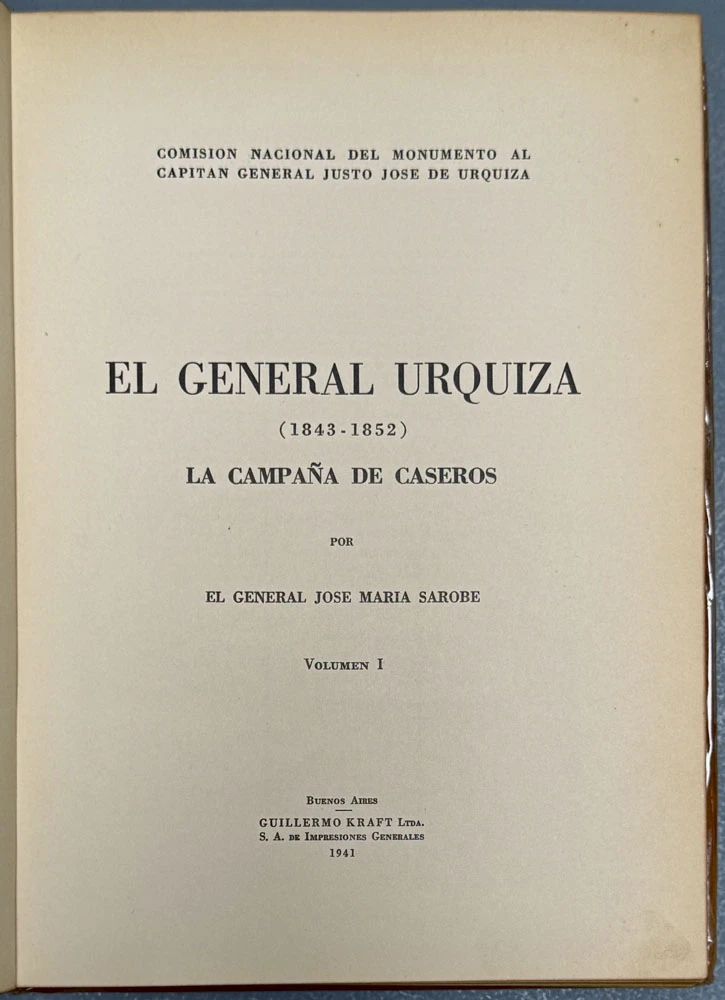 COMISION NACIONAL DEL MONUMENTO AL
CAPITAN GENERAL JUSTO JOSE DE URQUIZA
EL GENERAL URQUIZA
(1843-1852)
LA CAMPAÑA DE CASEROS
POR
EL GENERAL JOSE MARIA SAROBE
VOLUMEN I
BUENOS AIRES
GUILLERMO KRAFT LTDA.
S. A. DE IMPRESIONES GENERALES
1941